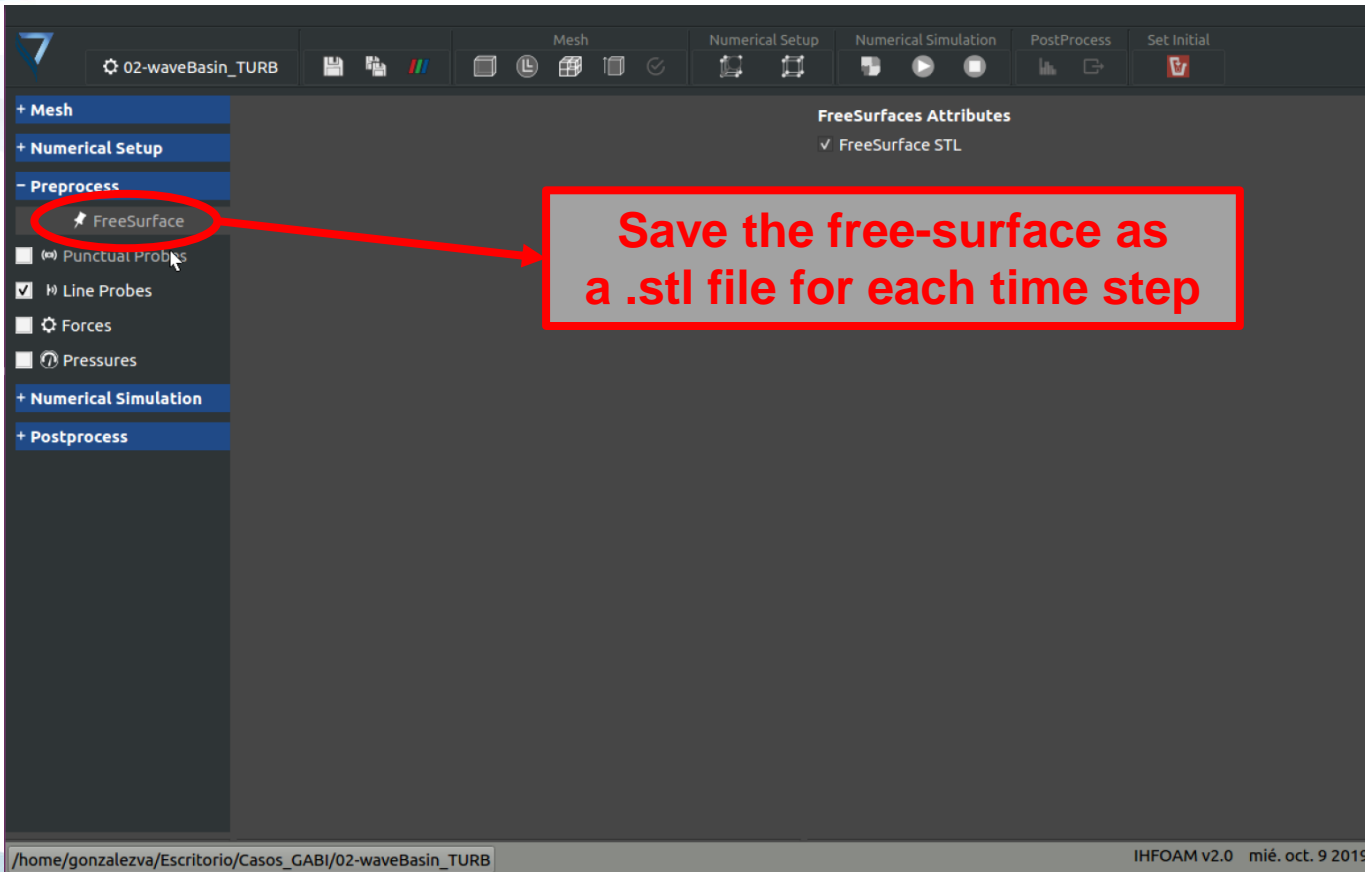 Mesh
Numerical Setup
Numerical Simulation
PostProcess
Set Initial
02-waveBasin_TURB
+ Mesh
+ Numerical Setup
− Preprocess
FreeSurface
Punctual Probes
Line Probes
Forces
Pressures
+ Numerical Simulation
+ Postprocess
FreeSurfaces Attributes
FreeSurface STL
Save the free-surface as
a .stl file for each time step
/home/gonzalezva/Escritorio/Casos_GABI/02-waveBasin_TURB
IHFOAM v2.0 mié. oct. 9 2019